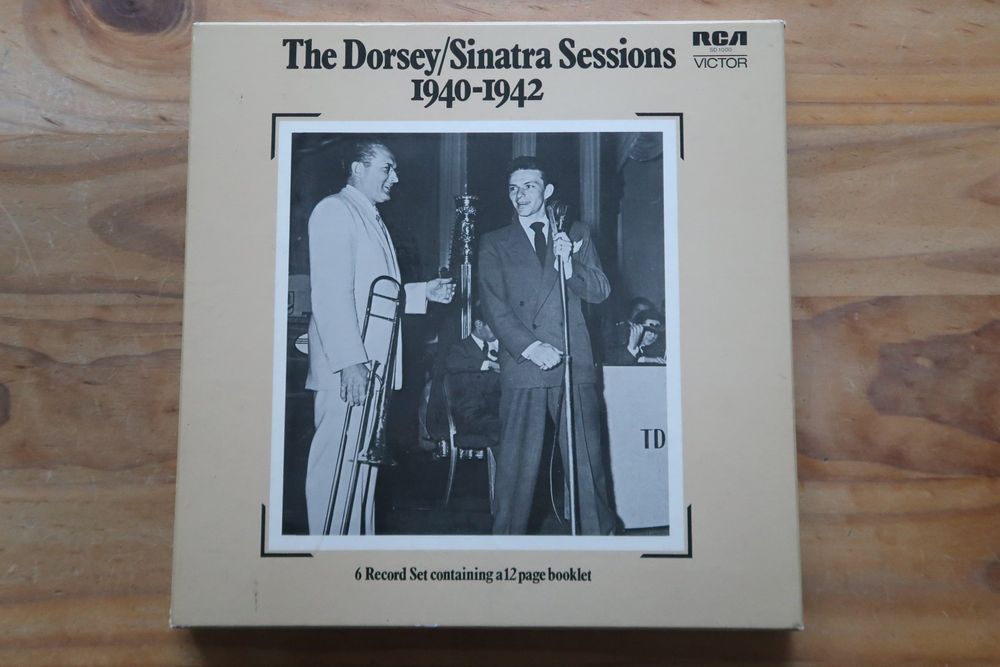 The Dorsey/Sinatra Sessions
1940-1942
RCA
SD 1000
VICTOR
TD
6 Record Set containing a 12 page booklet